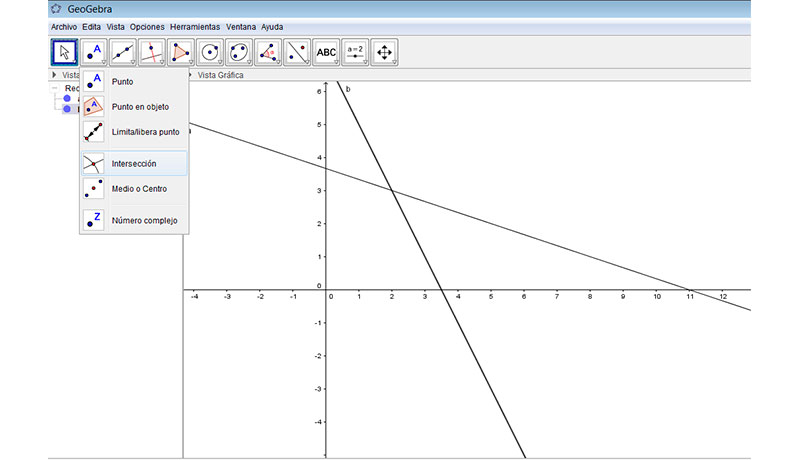 GeoGebra
Archivo Edita Vista Opciones Herramientas Ventana Ayuda
A ABC a=2
Vista Gráfica
A Punto
A Punto en objeto
Limita/libera punto
Intersección
Medio o Centro
Z Número complejo
b
6
5
4
3
2
1
0
-4 -3 -2 -1 0 1 2 3 4 5 6 7 8 9 10 11 12
-1
-2
-3
-4